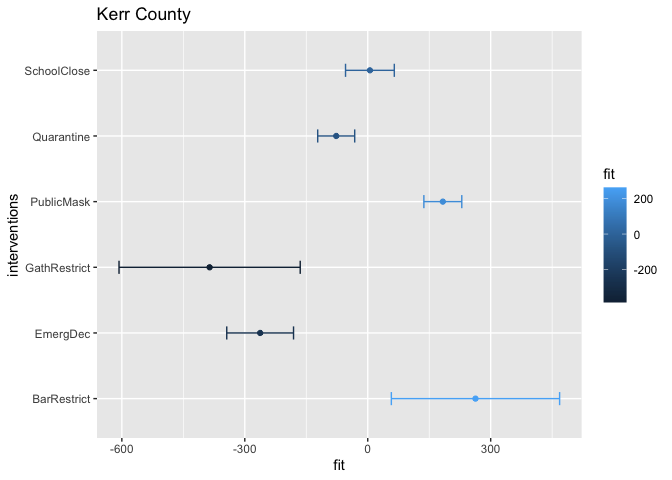 Kerr County
SchoolClose
Quarantine
PublicMask
GathRestrict
EmergDec
BarRestrict
interventions
-600
-300
0
300
fit
fit
200
0
-200